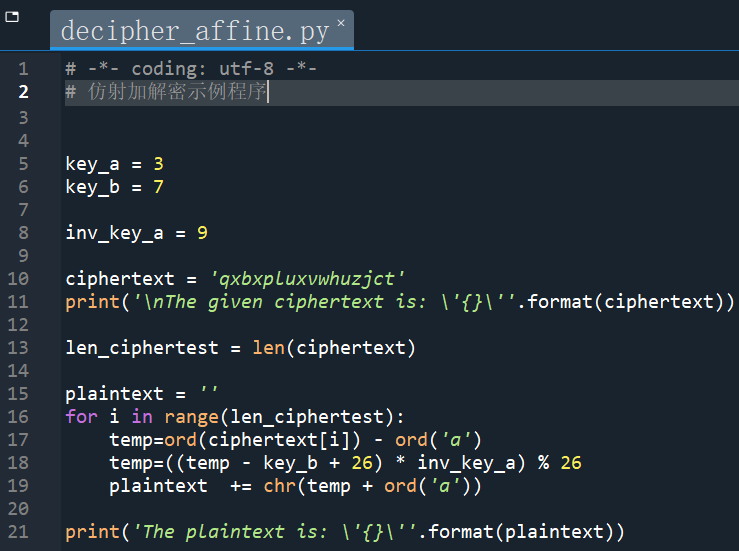 decipher_affine.py ×
1 # -*- coding: utf-8 -*-
2 # 仿射加解密示例程序
3
4
5 key_a = 3
6 key_b = 7
7
8 inv_key_a = 9
9
10 ciphertext = 'qxbxpluxvwhuzjct'
11 print('\nThe given ciphertext is: \'{}\''.format(ciphertext))
12
13 len_ciphertest = len(ciphertext)
14
15 plaintext = ''
16 for i in range(len_ciphertest):
17     temp=ord(ciphertext[i]) - ord('a')
18     temp=((temp - key_b + 26) * inv_key_a) % 26
19     plaintext  += chr(temp + ord('a'))
20
21 print('The plaintext is: \'{}\''.format(plaintext))